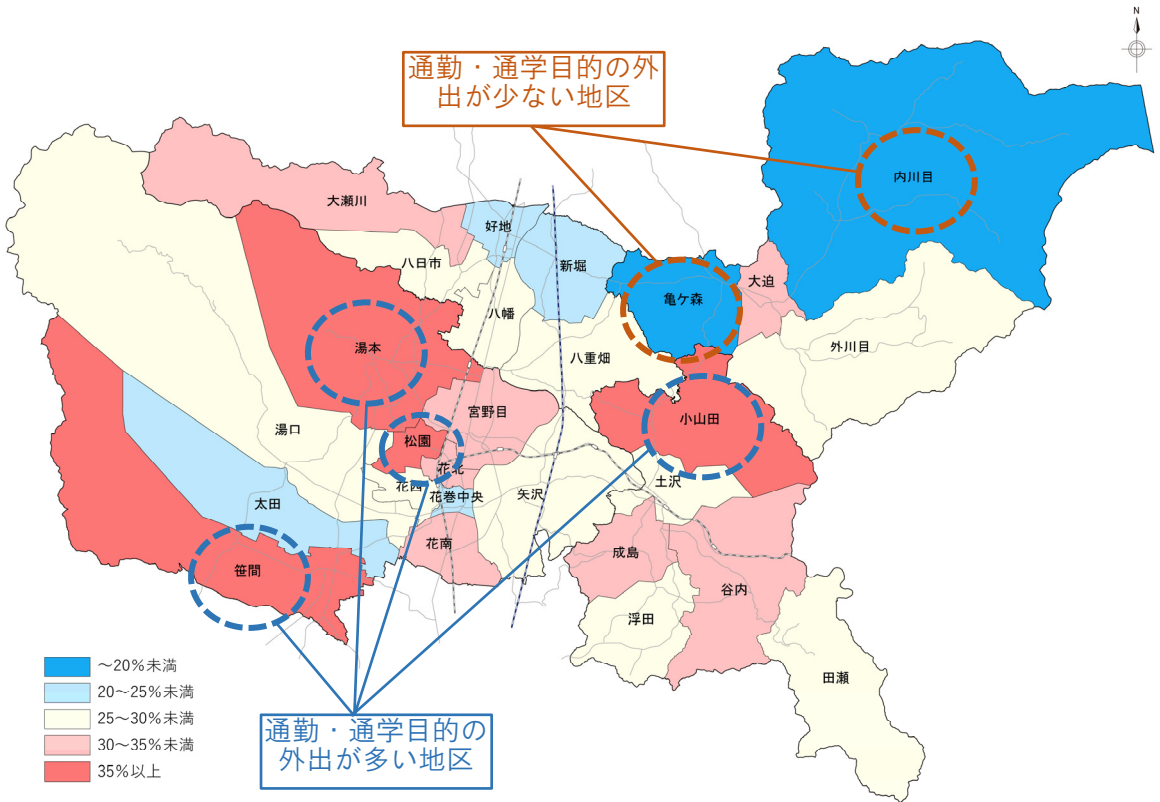 N
通勤・通学目的の外
出が少ない地区
内川目
大瀬川
好地
新堀
八日市
大迫
亀ケ森
八幡
外川目
湯本
八重畑
宮野目
小山田
湯口
松園
花北
土沢
花西
花巻中央
矢沢
太田
花南
成島
笹間
谷内
浮田
田瀬
～20%未満
20～25%未満
25～30%未満
30～35%未満
35%以上
通勤・通学目的の
外出が多い地区